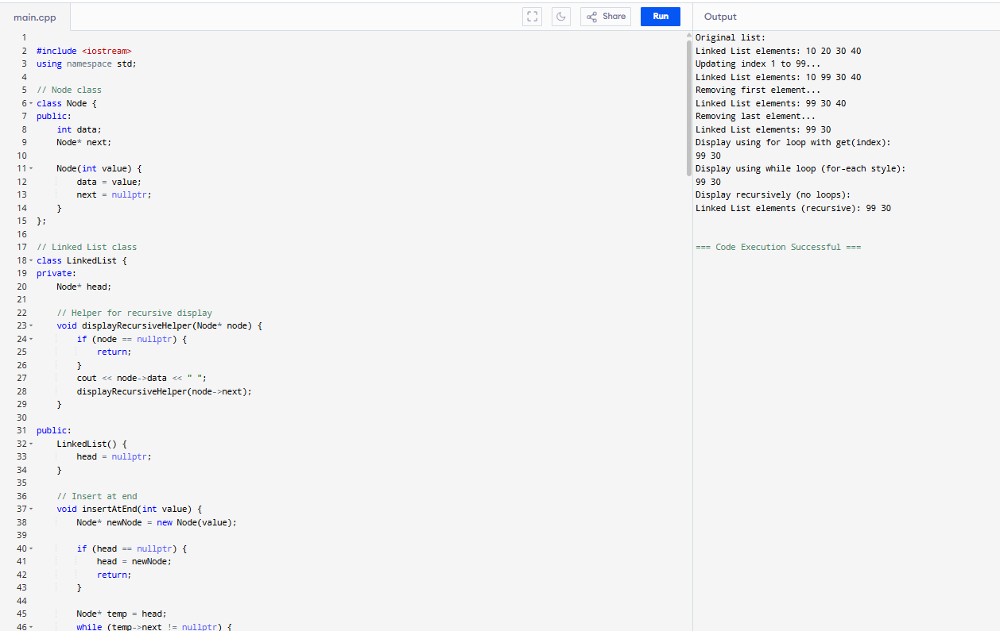 main.cpp
Share
Run
Output
1
2 #include <iostream>
3 using namespace std;
4
5 // Node class
6 class Node {
7 public:
8     int data;
9     Node* next;
10
11     Node(int value) {
12         data = value;
13         next = nullptr;
14     }
15 };
16
17 // Linked List class
18 class LinkedList {
19 private:
20     Node* head;
21
22     // Helper for recursive display
23     void displayRecursiveHelper(Node* node) {
24         if (node == nullptr) {
25             return;
26         }
27         cout << node->data << " ";
28         displayRecursiveHelper(node->next);
29     }
30
31 public:
32     LinkedList() {
33         head = nullptr;
34     }
35
36     // Insert at end
37     void insertAtEnd(int value) {
38         Node* newNode = new Node(value);
39
40         if (head == nullptr) {
41             head = newNode;
42             return;
43         }
44
45         Node* temp = head;
46         while (temp->next != nullptr) {
Original list:
Linked List elements: 10 20 30 40
Updating index 1 to 99...
Linked List elements: 10 99 30 40
Removing first element...
Linked List elements: 99 30 40
Removing last element...
Linked List elements: 99 30
Display using for loop with get(index):
99 30
Display using while loop (for-each style):
99 30
Display recursively (no loops):
Linked List elements (recursive): 99 30
=== Code Execution Successful ===